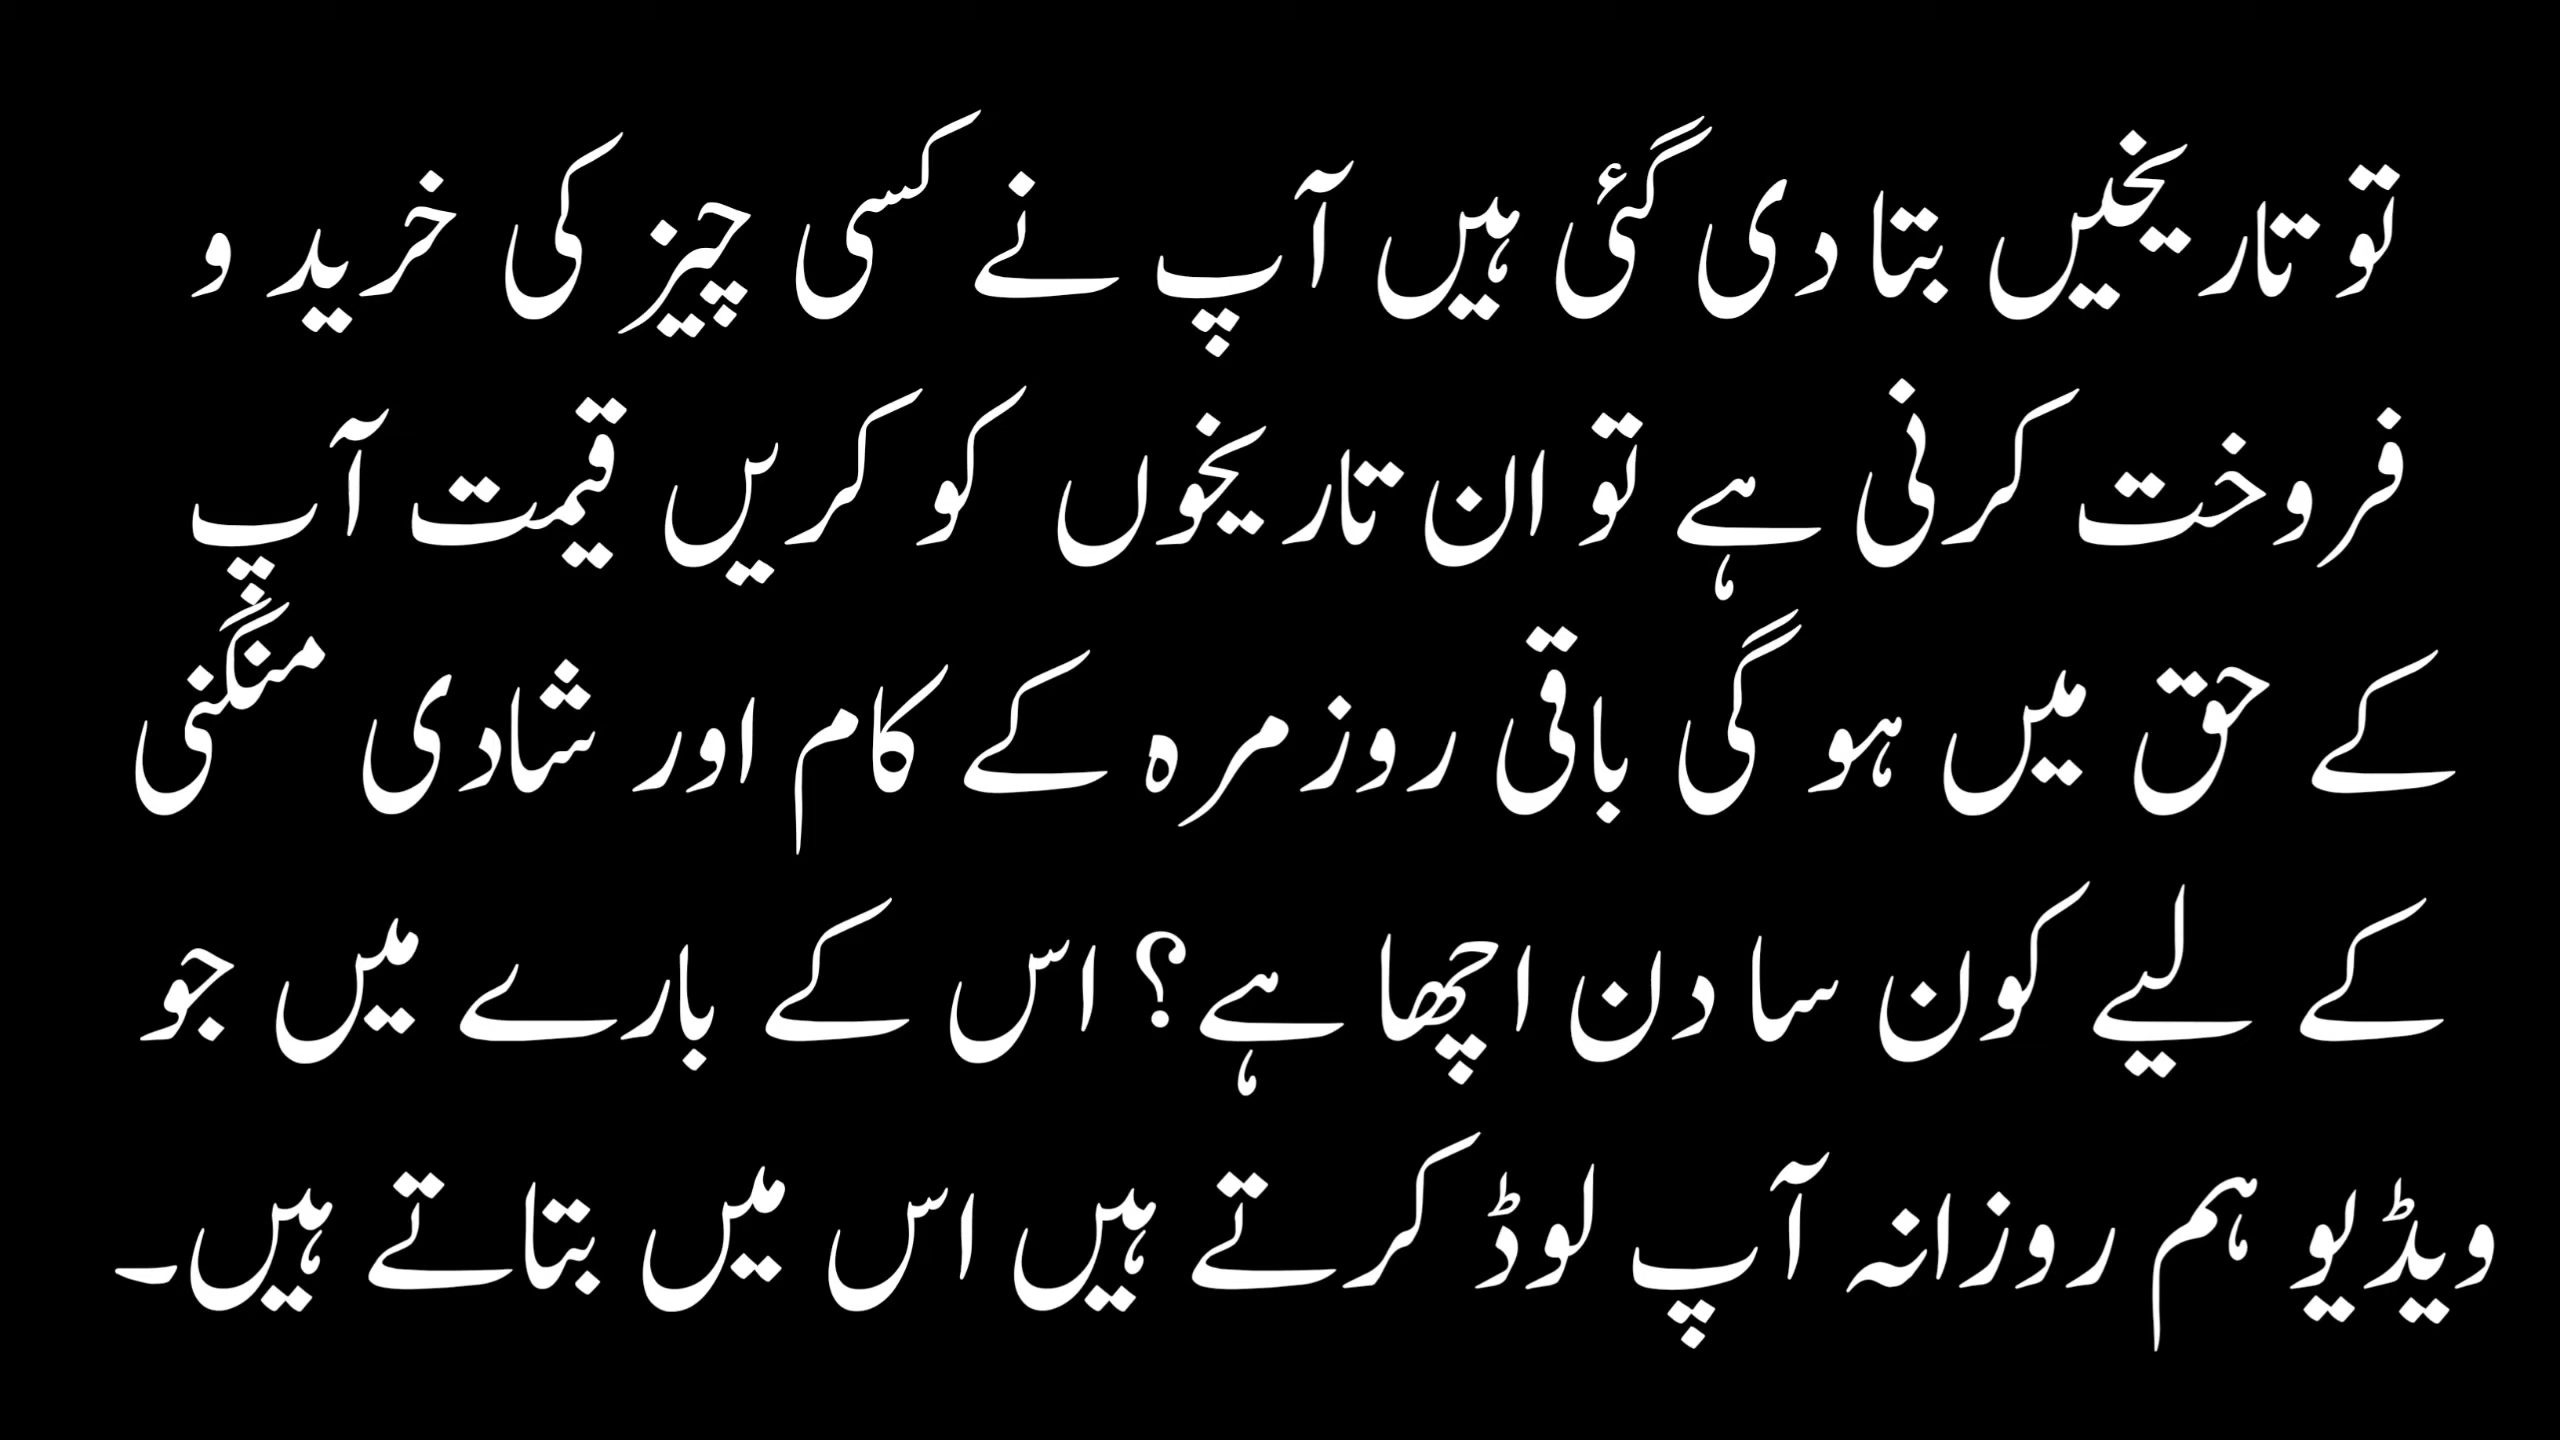 تو تاریخیں بتا دی گئی ہیں آپ نے کسی چیز کی خرید و
فروخت کرنی ہے تو ان تاریخوں کو کریں قیمت آپ
کے حق میں ہو گی باقی روزمرہ کے کام اور شادی منگنی
کے لیے کون سا دن اچھا ہے؟ اس کے بارے میں جو
ویڈیو ہم روزانہ آپ لوڈ کرتے ہیں اس میں بتاتے ہیں۔